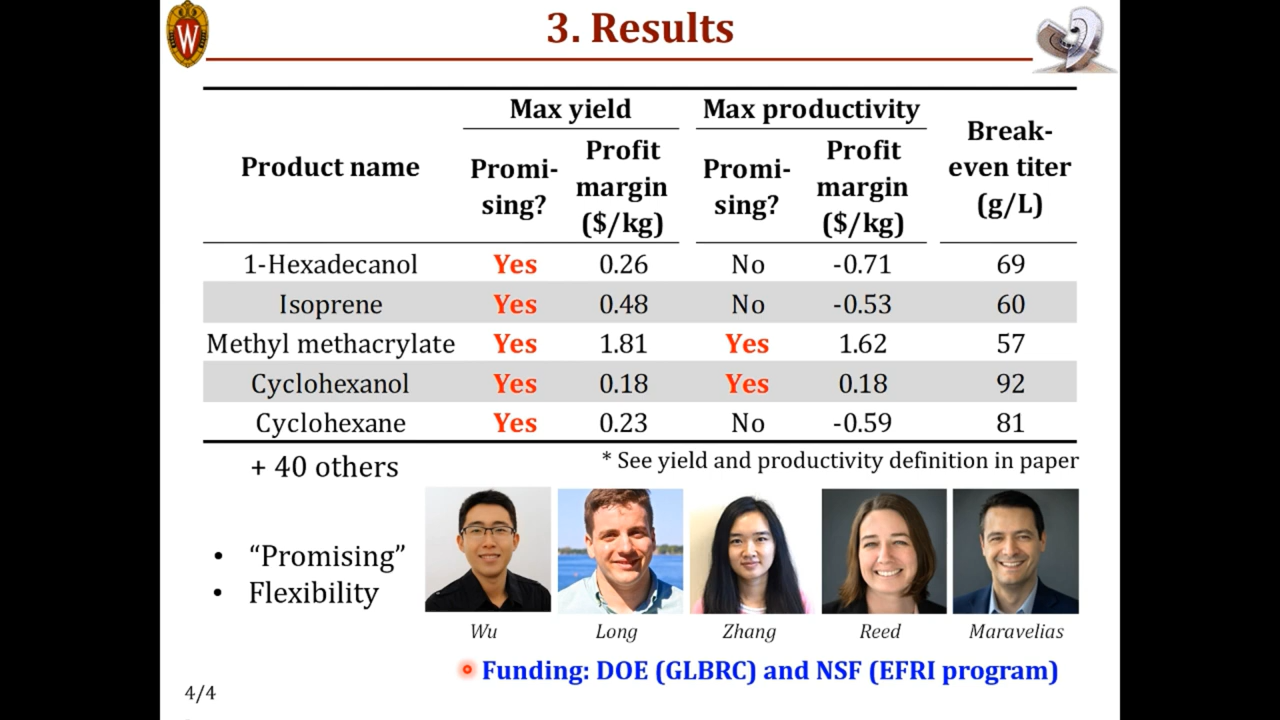 W
3. Results
Max yield Max productivity
Product name Promi-sing? Profit margin ($/kg) Promi-sing? Profit margin ($/kg) Break-even titer (g/L)
1-Hexadecanol Yes 0.26 No -0.71 69
Isoprene Yes 0.48 No -0.53 60
Methyl methacrylate Yes 1.81 Yes 1.62 57
Cyclohexanol Yes 0.18 Yes 0.18 92
Cyclohexane Yes 0.23 No -0.59 81
+ 40 others
* See yield and productivity definition in paper
• “Promising”
• Flexibility
Wu Long Zhang Reed Maravelias
Funding: DOE (GLBRC) and NSF (EFRI program)
4/4